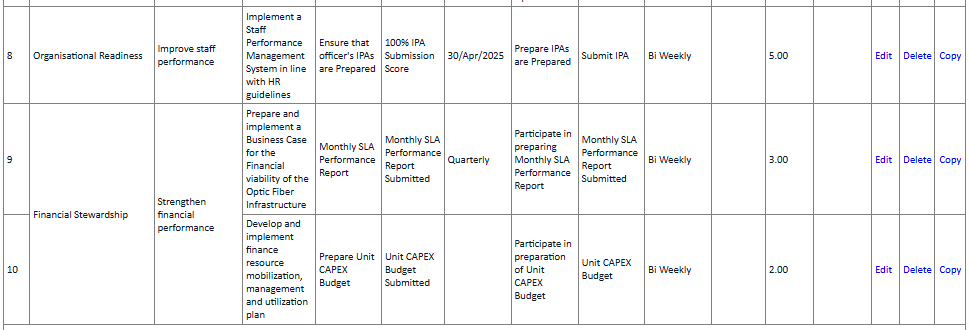 8
Organisational Readiness
Improve staff
performance
Implement a
Staff
Performance
Management
System in line
with HR
guidelines
Ensure that
officer's IPAs
are Prepared
100% IPA
Submission
Score
30/Apr/2025
Prepare IPAs
are Prepared
Submit IPA
Bi Weekly
5.00
Edit
Delete
Copy
9
Financial Stewardship
Strengthen
financial
performance
Prepare and
implement a
Business Case
for the
Financial
viability of the
Optic Fiber
Infrastructure
Monthly SLA
Performance
Report
Monthly SLA
Performance
Report
Submitted
Quarterly
Participate in
preparing
Monthly SLA
Performance
Report
Monthly SLA
Performance
Report
Submitted
Bi Weekly
3.00
Edit
Delete
Copy
10
Develop and
implement
finance
resource
mobilization,
management
and utilization
plan
Prepare Unit
CAPEX
Budget
Unit CAPEX
Budget
Submitted
Participate in
preparation
of Unit
CAPEX
Budget
Unit CAPEX
Budget
Bi Weekly
2.00
Edit
Delete
Copy